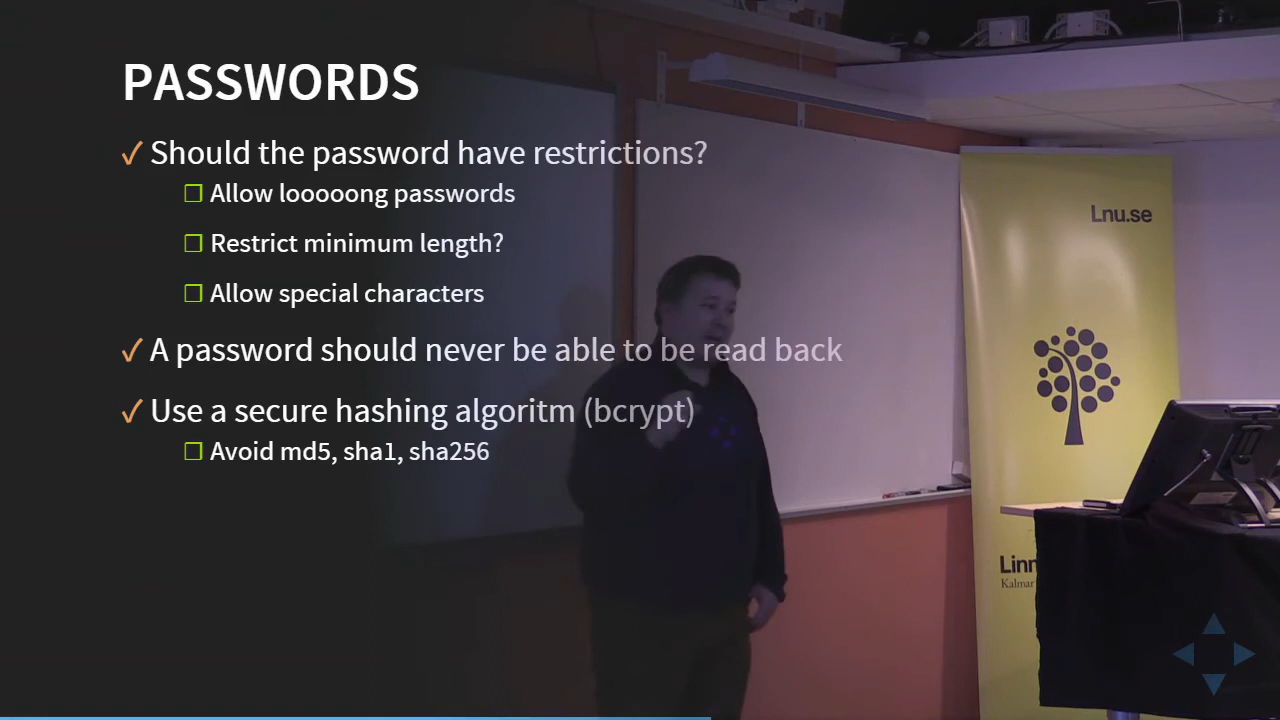 PASSWORDS
✓ Should the password have restrictions?
❒ Allow looooong passwords
❒ Restrict minimum length?
❒ Allow special characters
✓ A password should never be able to be read back
✓ Use a secure hashing algoritm (bcrypt)
❒ Avoid md5, sha1, sha256
Lnu.se
Linn
Kalmar